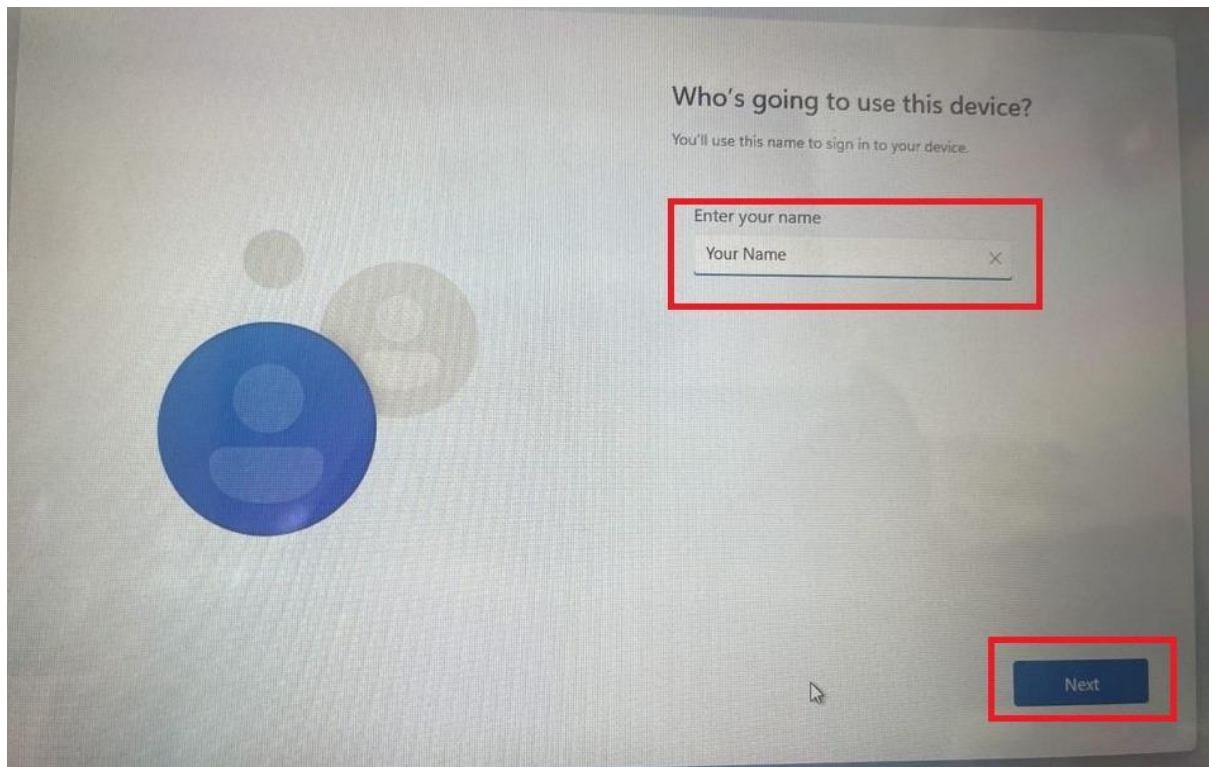 Who's going to use this device?
You'll use this name to sign in to your device.
Enter your name
Your Name
Next